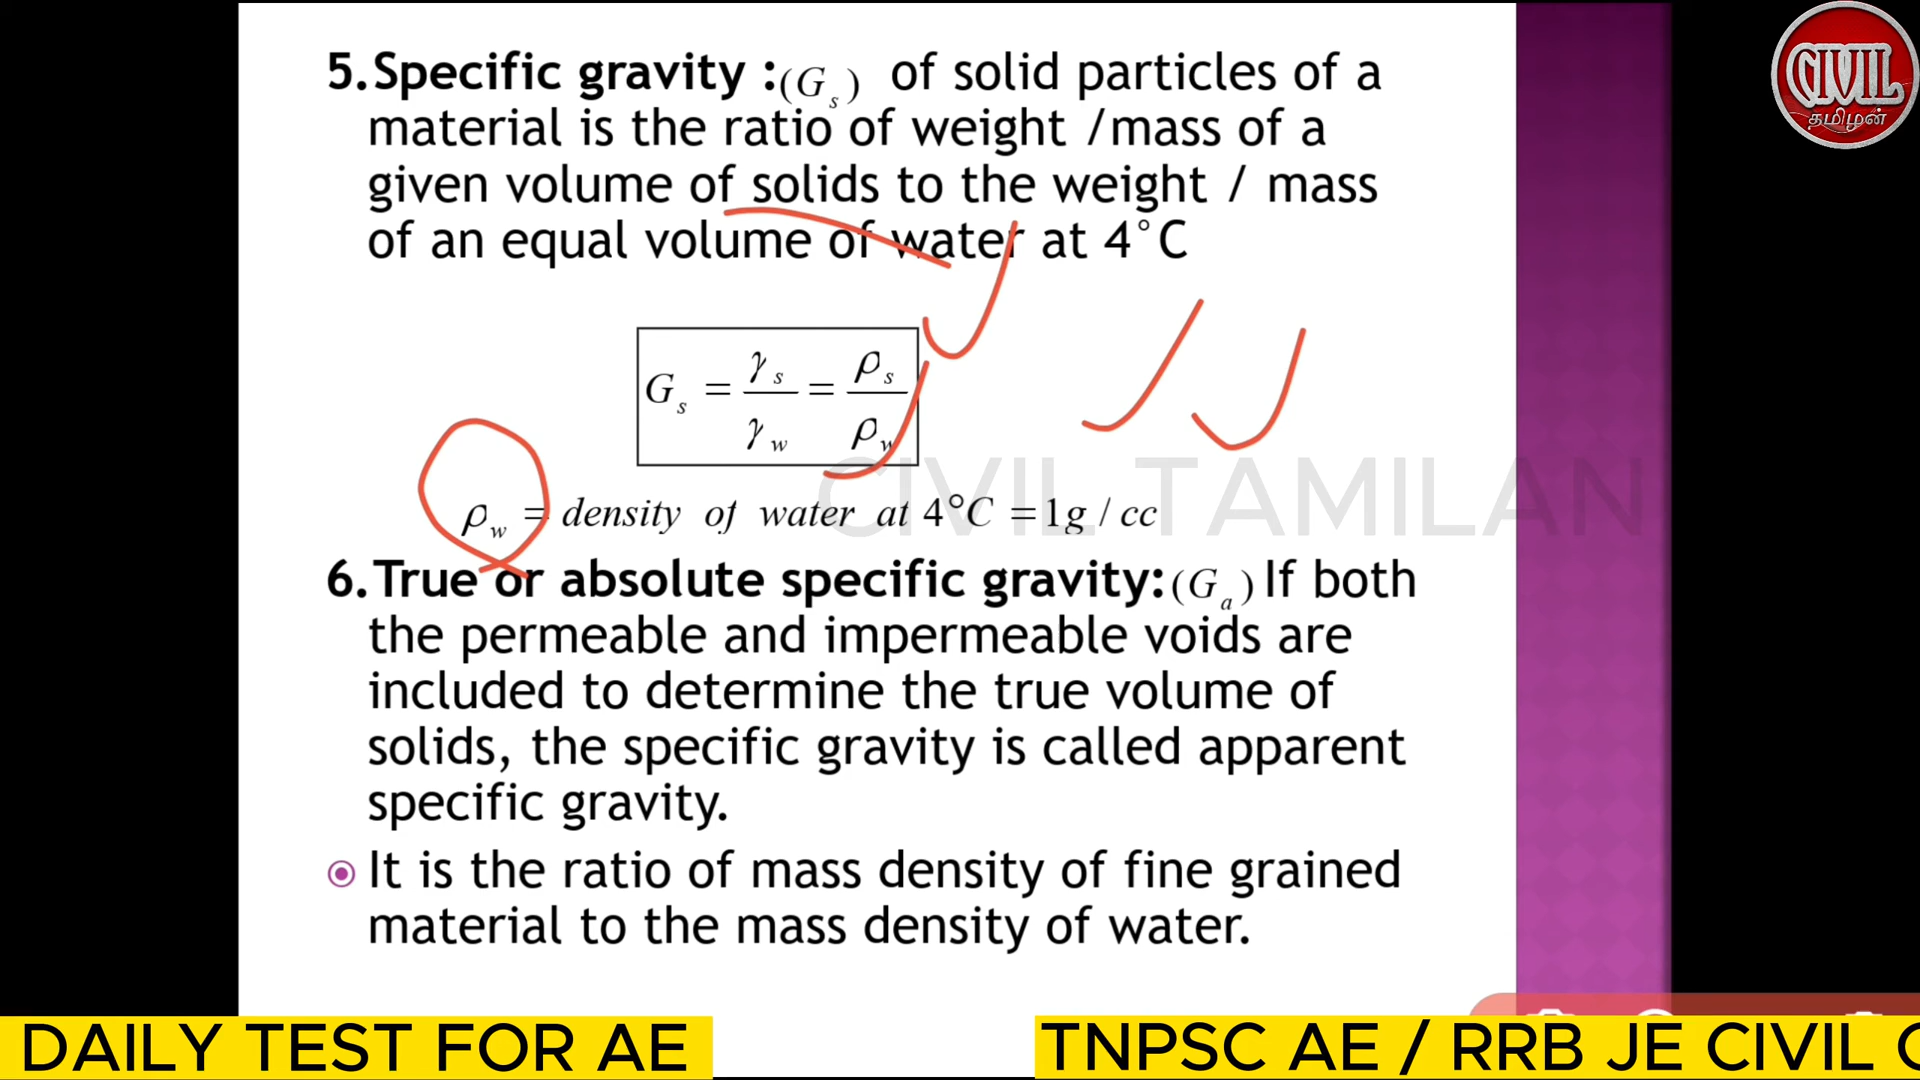 5.Specific gravity :(Gs) of solid particles of a
material is the ratio of weight /mass of a
given volume of solids to the weight / mass
of an equal volume of water at 4°C
Gs = γs/γw = ρs/ρw
ρw = density of water at 4°C = 1g / cc
6.True or absolute specific gravity:(Ga) If both
the permeable and impermeable voids are
included to determine the true volume of
solids, the specific gravity is called apparent
specific gravity.
It is the ratio of mass density of fine grained
material to the mass density of water.
CIVIL
தமிழன்
CIVIL TAMILAN
DAILY TEST FOR AE
TNPSC AE / RRB JE CIVIL